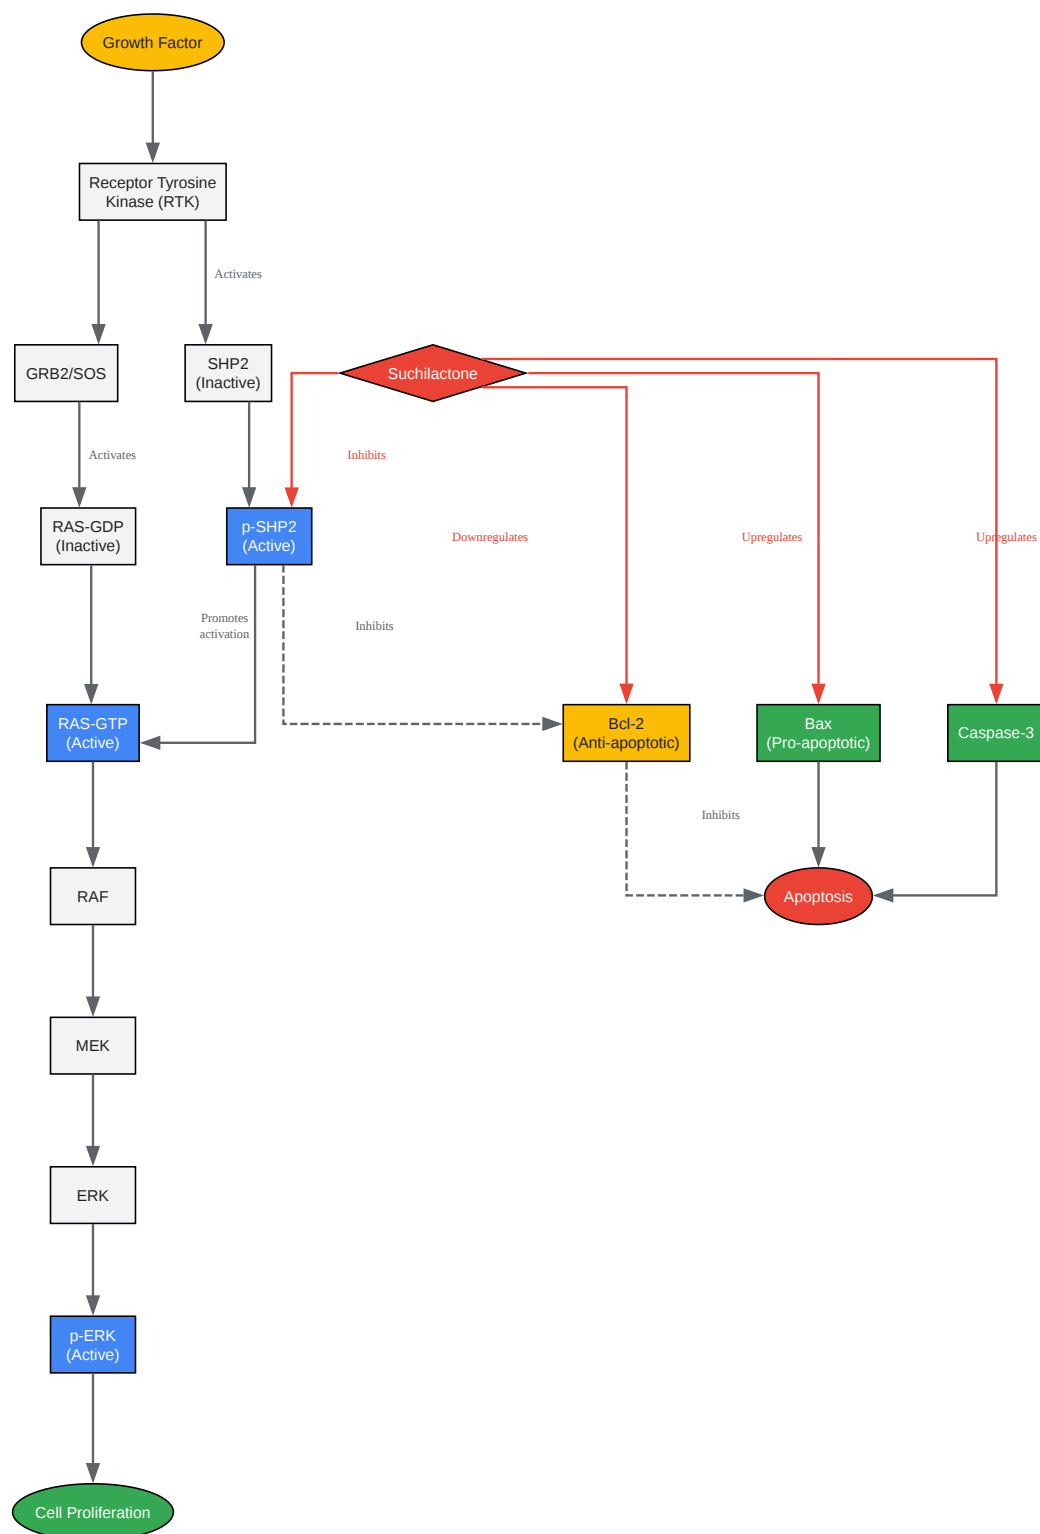 Growth Factor
Receptor Tyrosine
Kinase (RTK)
Activates
GRB2/SOS
SHP2
(Inactive)
Suchilactone
Activates
Inhibits
RAS-GDP
(Inactive)
p-SHP2
(Active)
Downregulates
Upregulates
Upregulates
Promotes
activation
Inhibits
RAS-GTP
(Active)
Bcl-2
(Anti-apoptotic)
Bax
(Pro-apoptotic)
Caspase-3
Inhibits
RAF
Apoptosis
MEK
ERK
p-ERK
(Active)
Cell Proliferation